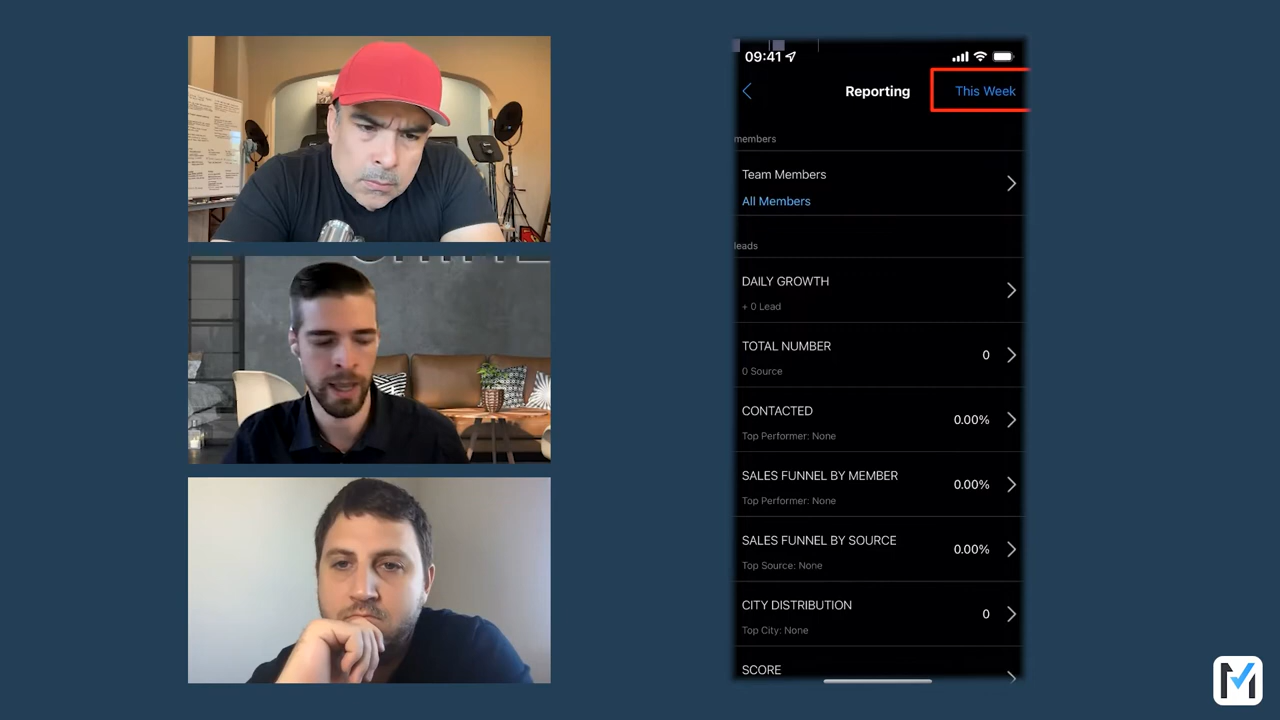 09:41
Reporting
This Week
members
Team Members
All Members
leads
DAILY GROWTH
+ 0 Lead
TOTAL NUMBER
0
0 Source
CONTACTED
0.00%
Top Performer: None
SALES FUNNEL BY MEMBER
0.00%
Top Performer: None
SALES FUNNEL BY SOURCE
0.00%
Top Source: None
CITY DISTRIBUTION
0
Top City: None
SCORE